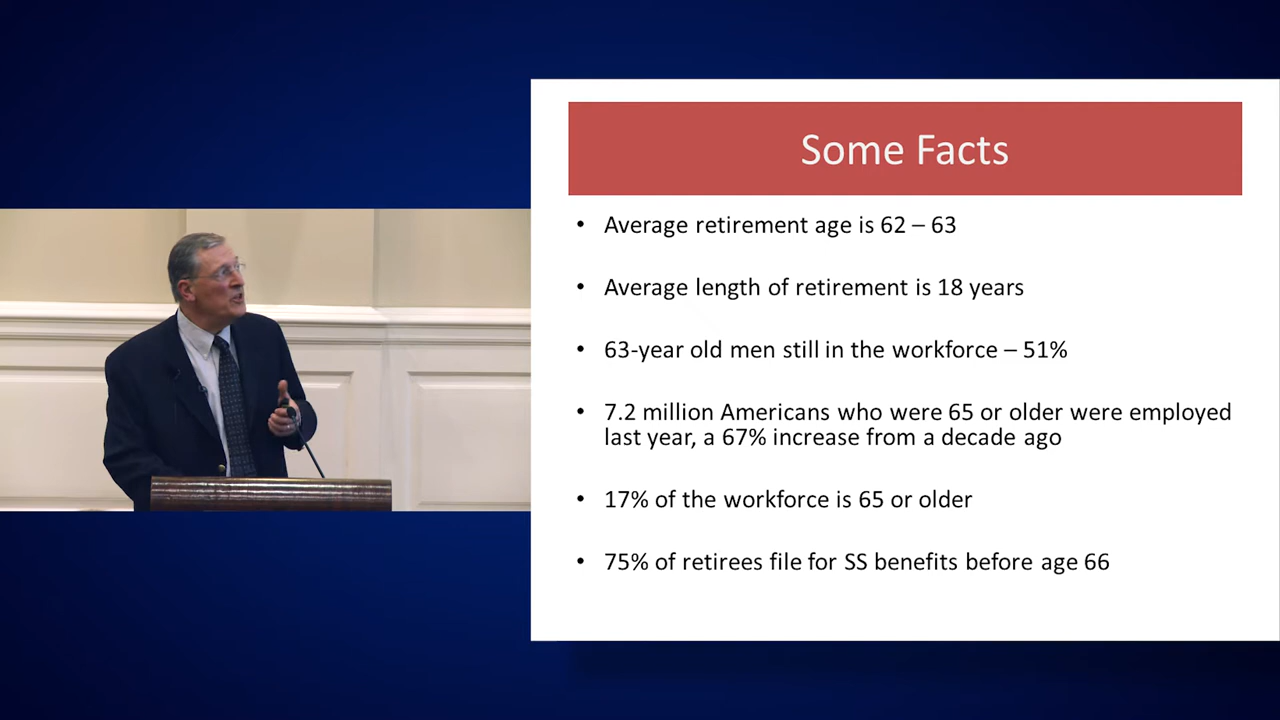 Some Facts
• Average retirement age is 62 – 63
• Average length of retirement is 18 years
• 63-year old men still in the workforce – 51%
• 7.2 million Americans who were 65 or older were employed
last year, a 67% increase from a decade ago
• 17% of the workforce is 65 or older
• 75% of retirees file for SS benefits before age 66